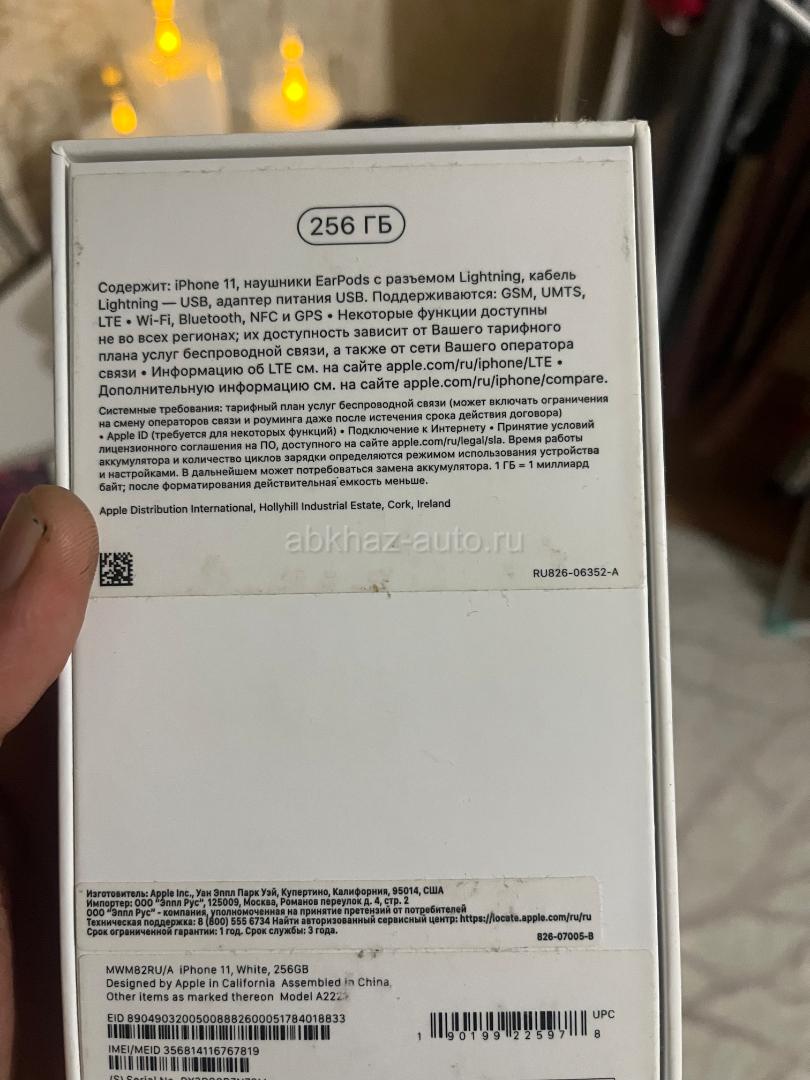 256 ГБ
Содержит: iPhone 11, наушники EarPods с разъемом Lightning, кабель
Lightning — USB, адаптер питания USB. Поддерживаются: GSM, UMTS,
LTE • Wi-Fi, Bluetooth, NFC и GPS • Некоторые функции доступны
не во всех регионах; их доступность зависит от Вашего тарифного
плана услуг беспроводной связи, а также от сети Вашего оператора
связи • Информацию об LTE см. на сайте apple.com/ru/iphone/LTE •
Дополнительную информацию см. на сайте apple.com/ru/iphone/compare.
Системные требования: тарифный план услуг беспроводной связи (может включать ограничения
на смену операторов связи и роуминга даже после истечения срока действия договора)
• Apple ID (требуется для некоторых функций) • Подключение к Интернету • Принятие условий
лицензионного соглашения на ПО, доступного на сайте apple.com/ru/legal/sla. Время работы
аккумулятора и количество циклов зарядки определяются режимом использования устройства
и настройками. В дальнейшем может потребоваться замена аккумулятора. 1 ГБ = 1 миллиард
байт; после форматирования действительная емкость меньше.
Apple Distribution International, Hollyhill Industrial Estate, Cork, Ireland
abkhaz-auto.ru
RU826-06352-A
Изготовитель: Apple Inc., Уан Эппл Парк Уэй, Купертино, Калифорния, 95014, США
Импортер: ООО "Эппл Рус", 125009, Москва, Романов переулок д. 4, стр. 2
ООО "Эппл Рус" - компания, уполномоченная на принятие претензий от потребителей
Техническая поддержка: 8 (800) 555 6734 Найти авторизованный сервисный центр: https://locate.apple.com/ru/ru
Срок ограниченной гарантии: 1 год. Срок службы: 3 года.
826-07005-B
MWM82RU/A iPhone 11, White, 256GB
Designed by Apple in California Assembled in China
Other items as marked thereon Model
EID 89049032005008882600051784018833
UPC
1 90199 22597 8
IMEI/MEID 356814116767819
(S) Serial No.